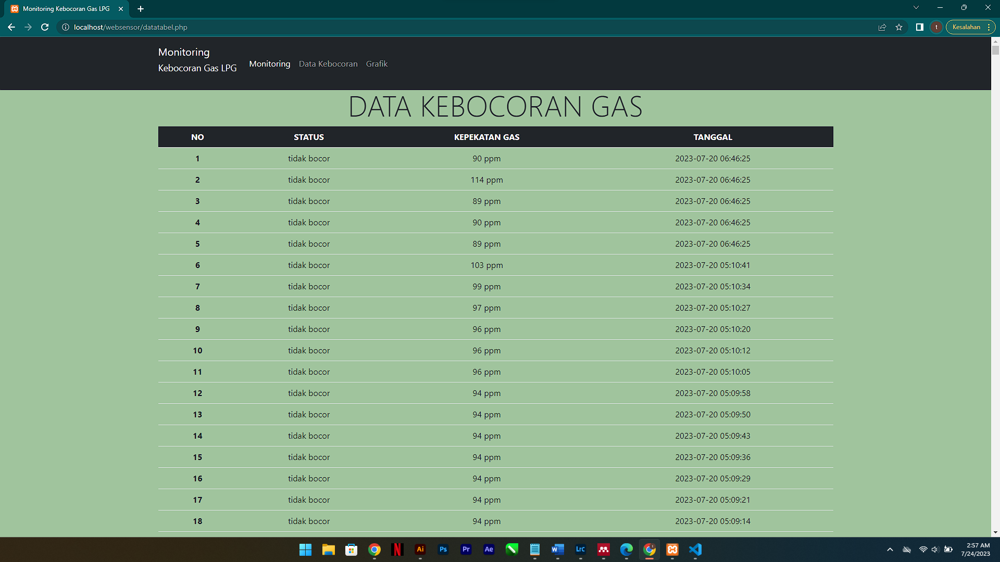 Monitoring Kebocoran Gas LPG
localhost/websensor/datatabel.php
t
Kesalahan
Monitoring
Kebocoran Gas LPG
Monitoring Data Kebocoran Grafik
DATA KEBOCORAN GAS
NO STATUS KEPEKATAN GAS TANGGAL
1 tidak bocor 90 ppm 2023-07-20 06:46:25
2 tidak bocor 114 ppm 2023-07-20 06:46:25
3 tidak bocor 89 ppm 2023-07-20 06:46:25
4 tidak bocor 90 ppm 2023-07-20 06:46:25
5 tidak bocor 89 ppm 2023-07-20 06:46:25
6 tidak bocor 103 ppm 2023-07-20 05:10:41
7 tidak bocor 99 ppm 2023-07-20 05:10:34
8 tidak bocor 97 ppm 2023-07-20 05:10:27
9 tidak bocor 96 ppm 2023-07-20 05:10:20
10 tidak bocor 96 ppm 2023-07-20 05:10:12
11 tidak bocor 96 ppm 2023-07-20 05:10:05
12 tidak bocor 94 ppm 2023-07-20 05:09:58
13 tidak bocor 94 ppm 2023-07-20 05:09:50
14 tidak bocor 94 ppm 2023-07-20 05:09:43
15 tidak bocor 94 ppm 2023-07-20 05:09:36
16 tidak bocor 94 ppm 2023-07-20 05:09:29
17 tidak bocor 94 ppm 2023-07-20 05:09:21
18 tidak bocor 94 ppm 2023-07-20 05:09:14
N Ai Ps Pr Ae W Lrc
2:57 AM
7/24/2023